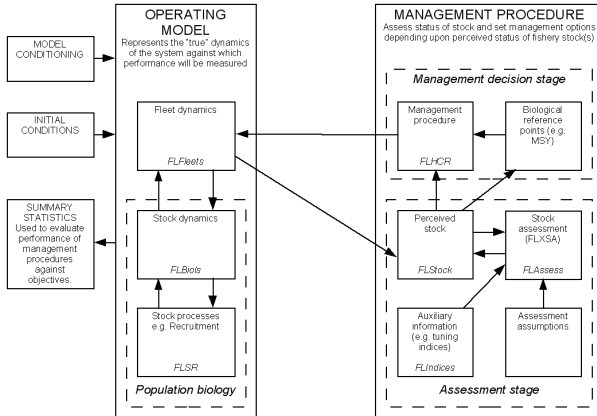 OPERATING
MODEL
Represents the "true" dynamics
of the system against which
performance will be measured
MANAGEMENT PROCEDURE
Assess status of stock and set management options
depending upon perceived status of fishery stock(s)
MODEL
CONDITIONING
INITIAL
CONDITIONS
SUMMARY
STATISTICS
Used to evaluate
performance of
management
procedures
against
objectives.
Fleet dynamics
FLFleets
Stock dynamics
FLBiols
Stock processes
e.g. Recruitment
FLSR
Population biology
Management decision stage
Management
procedure
FLHCR
Biological
reference
points (e.g.
MSY)
Perceived
stock
FLStock
Stock
assessment
(FLXSA)
FLAssess
Auxiliary
information
(e.g. tuning
indices)
FLIndices
Assessment
assumptions
Assessment stage